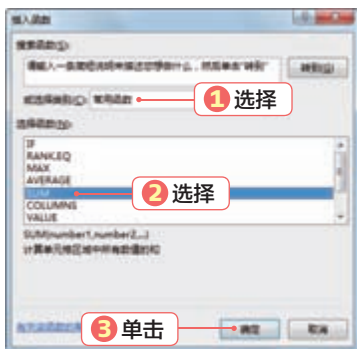 插入函数
搜索函数(S):
请输入一条简短说明来描述您想做什么，然后单击"转到"
转到(G)
或选择类别(C): 常用函数
1 选择
选择函数(N):
IF
RANK.EQ
MAX
AVERAGE
SUM
2 选择
COLUMNS
VALUE
SUM(number1,number2,...)
计算单元格区域中所有数值的和
有关该函数的
3 单击
确定
取消